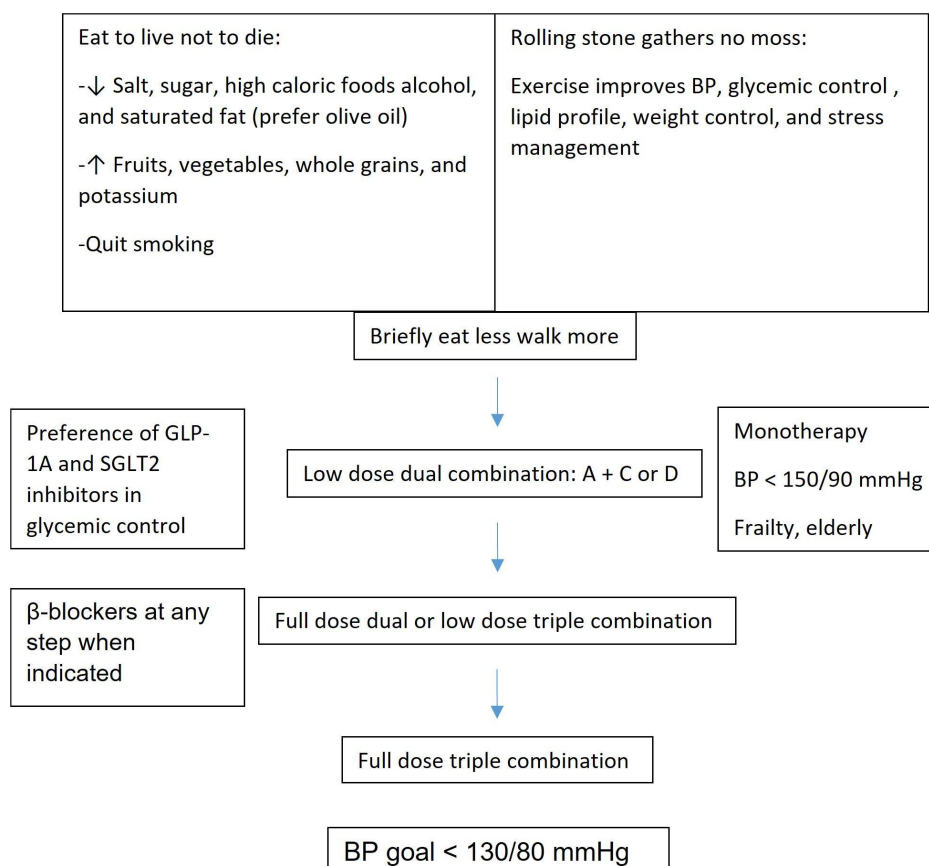 Eat to live not to die:
-↓ Salt, sugar, high caloric foods alcohol,
and saturated fat (prefer olive oil)
-↑ Fruits, vegetables, whole grains, and
potassium
-Quit smoking
Rolling stone gathers no moss:
Exercise improves BP, glycemic control ,
lipid profile, weight control, and stress
management
Briefly eat less walk more
Preference of GLP-
1A and SGLT2
inhibitors in
glycemic control
Low dose dual combination: A + C or D
Monotherapy
BP < 150/90 mmHg
Frailty, elderly
β-blockers at any
step when
indicated
Full dose dual or low dose triple combination
Full dose triple combination
BP goal < 130/80 mmHg